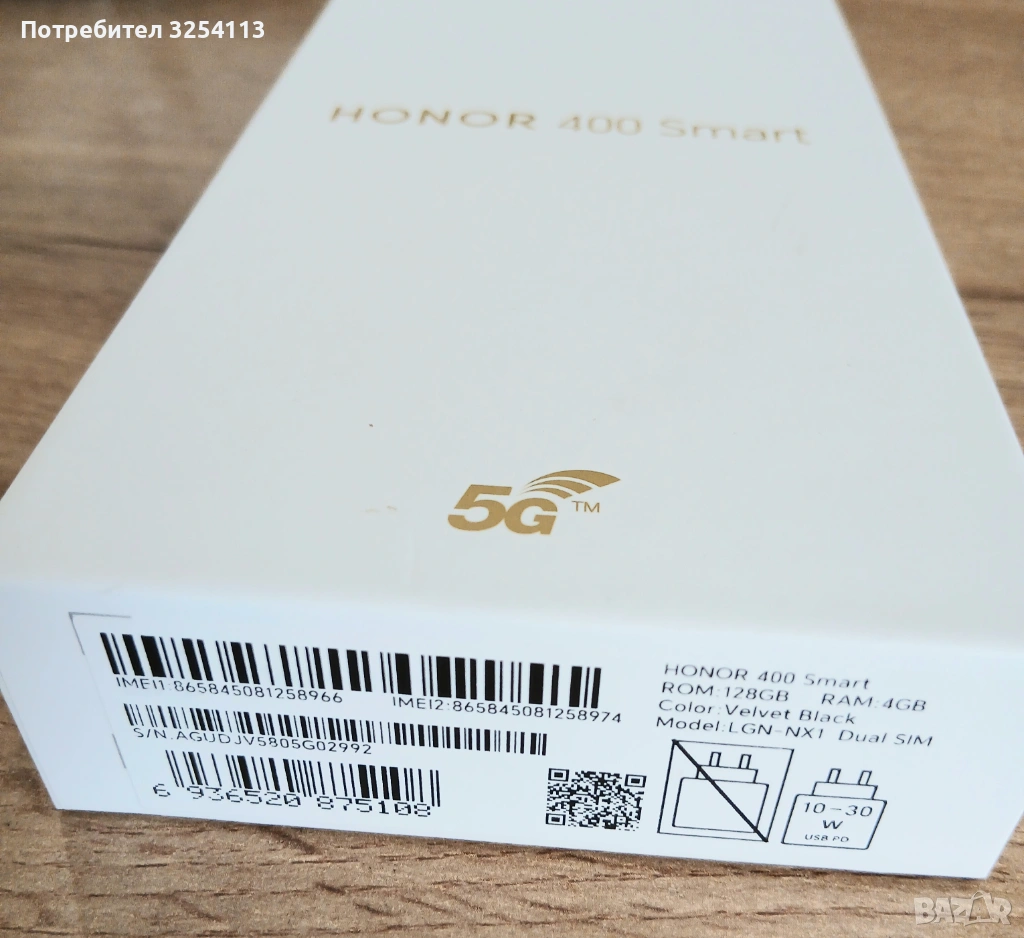 Потребител 3254113
HONOR 400 Smart
5G™
IMEI1:865845081258966
IMEI2:865845081258974
S/N:AGUDJV5805G02992
6 936520 875108
HONOR 400 Smart
ROM:128GB RAM:4GB
Color:Velvet Black
Model:LGN-NX1 Dual SIM
10-30
W
USB PD
BAZAR